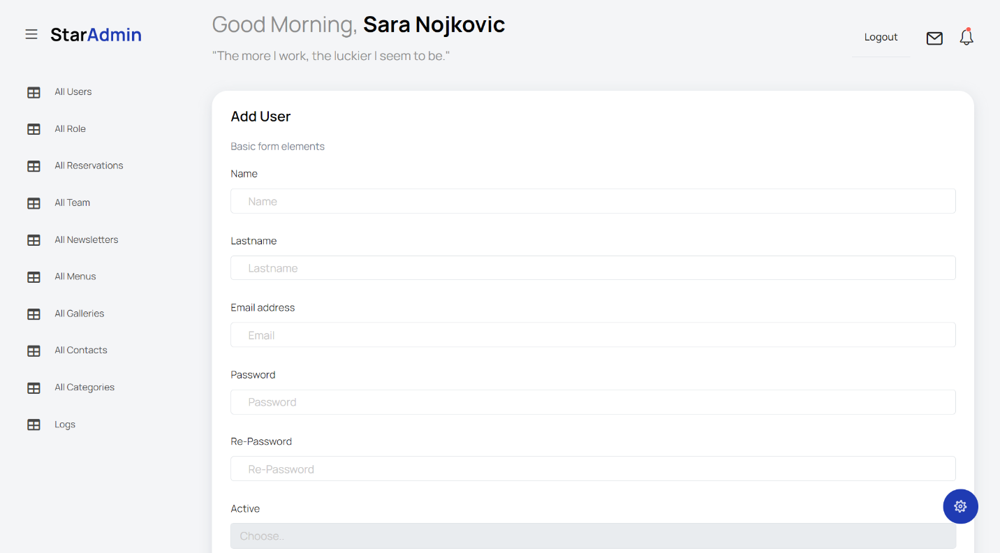 StarAdmin
Good Morning, Sara Nojkovic
"The more I work, the luckier I seem to be."
Logout
All Users
All Role
All Reservations
All Team
All Newsletters
All Menus
All Galleries
All Contacts
All Categories
Logs
Add User
Basic form elements
Name
Name
Lastname
Lastname
Email address
Email
Password
Password
Re-Password
Re-Password
Active
Choose..